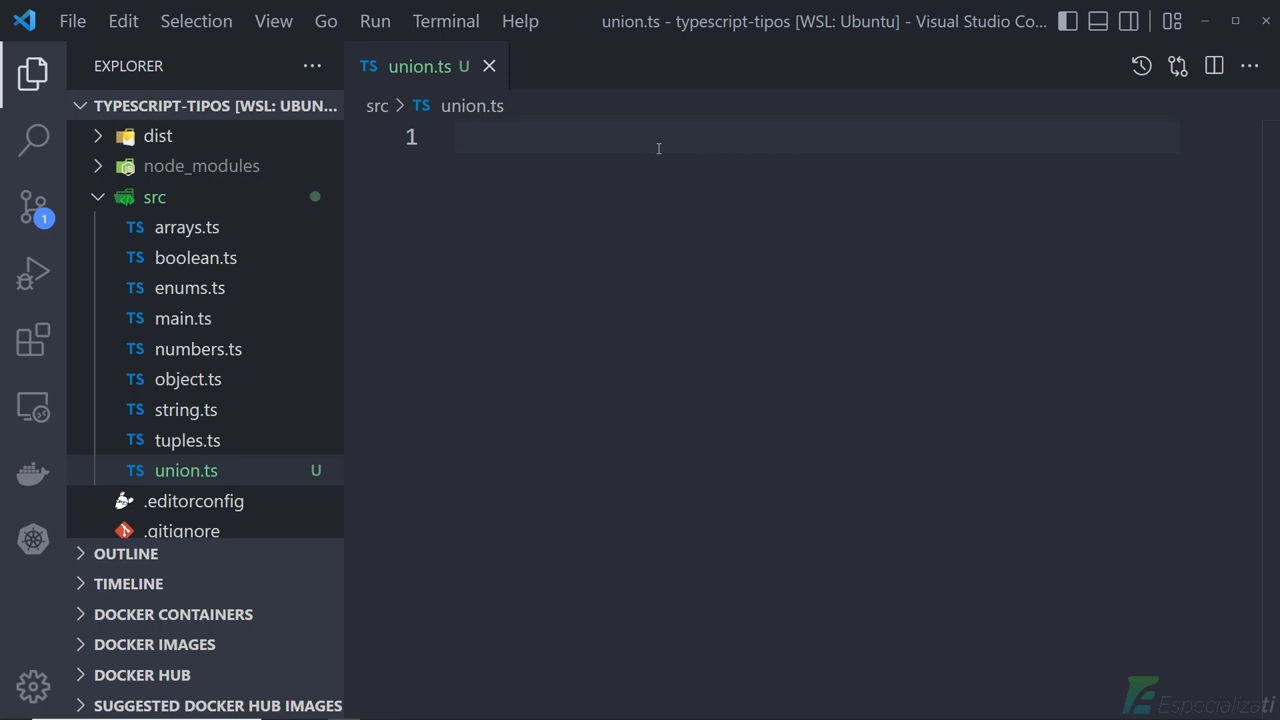 File Edit Selection View Go Run Terminal Help union.ts - typescript-tipos [WSL: Ubuntu] - Visual Studio Co...
EXPLORER
TS union.ts U
TYPESCRIPT-TIPOS [WSL: UBUN...
src > TS union.ts
1
dist
node_modules
src
TS arrays.ts
TS boolean.ts
1
TS enums.ts
TS main.ts
TS numbers.ts
TS object.ts
TS string.ts
TS tuples.ts
TS union.ts U
.editorconfig
.gitignore
OUTLINE
TIMELINE
DOCKER CONTAINERS
DOCKER IMAGES
DOCKER HUB
SUGGESTED DOCKER HUB IMAGES
Especializati